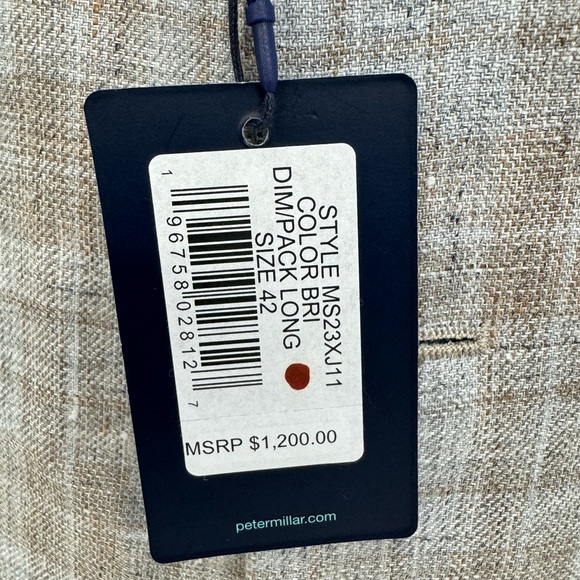 STYLE MS23XJ11
COLOR BRI
DIM/PACK LONG
SIZE 42
1 96758 02812 7
MSRP $1,200.00
petermillar.com